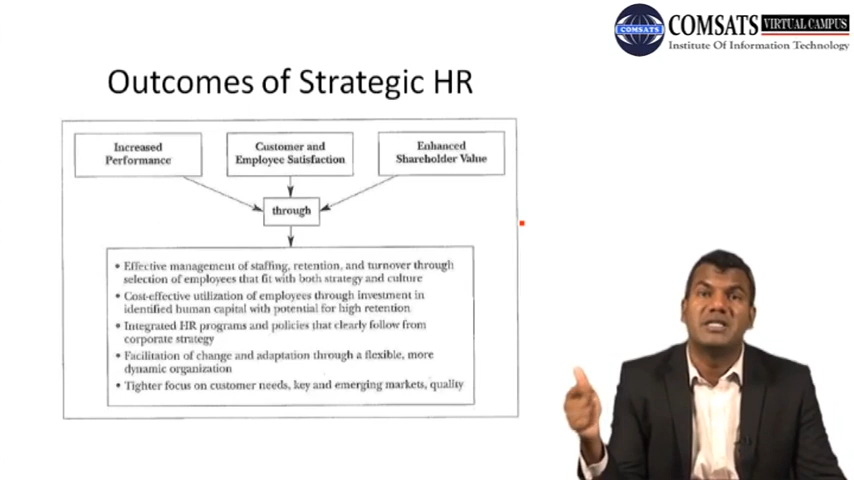 COMSATS
COMSATS VIRTUAL CAMPUS
Institute Of Information Technology
Outcomes of Strategic HR
Increased
Performance
Customer and
Employee Satisfaction
Enhanced
Shareholder Value
through
• Effective management of staffing, retention, and turnover through
selection of employees that fit with both strategy and culture
• Cost-effective utilization of employees through investment in
identified human capital with potential for high retention
• Integrated HR programs and policies that clearly follow from
corporate strategy
• Facilitation of change and adaptation through a flexible, more
dynamic organization
• Tighter focus on customer needs, key and emerging markets, quality